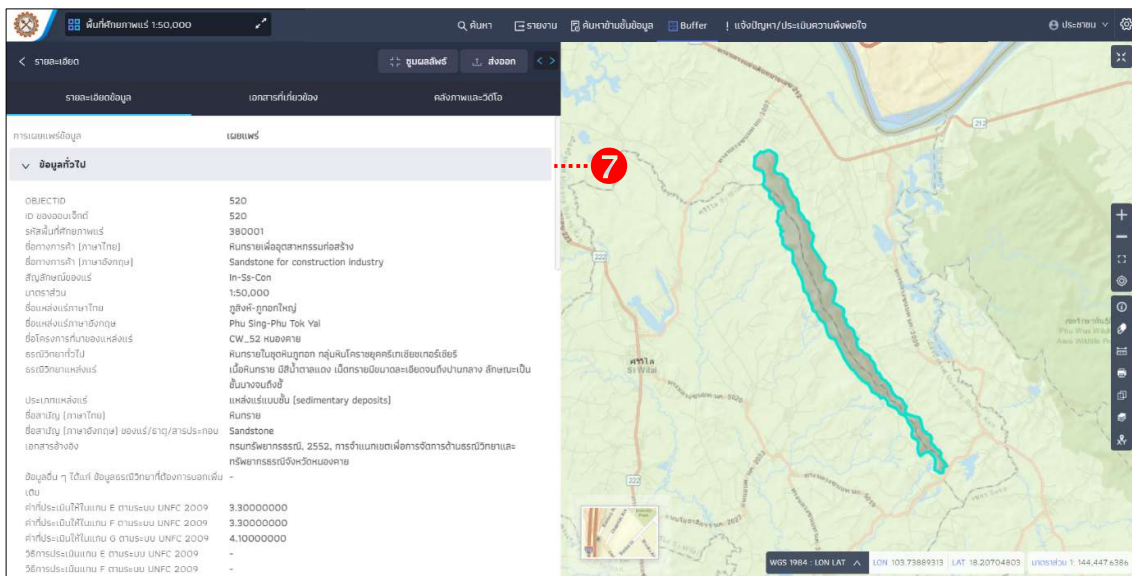 พื้นที่ศักยภาพแร่ 1:50,000
ค้นหา
รายงาน
ค้นหาข้ามชั้นข้อมูล
Buffer
! แจ้งปัญหา/ประเมินความพึงพอใจ
ประชาชน
< รายละเอียด
ซูมผลลัพธ์
ส่งออก
< >
รายละเอียดข้อมูล
เอกสารที่เกี่ยวข้อง
คลังภาพและวิดีโอ
การเผยแพร่ข้อมูล เผยแพร่
ข้อมูลทั่วไป
7
OBJECTID 520
ID ของออบเจ็กต์ 520
รหัสพื้นที่ศักยภาพแร่ 380001
ชื่อทางการค้า [ภาษาไทย] หินทรายเพื่ออุตสาหกรรมก่อสร้าง
ชื่อทางการค้า [ภาษาอังกฤษ] Sandstone for construction industry
สัญลักษณ์ของแร่ In-Ss-Con
มาตราส่วน 1:50,000
ชื่อแหล่งแร่ภาษาไทย ภูสิงห์-ภูทอกใหญ่
ชื่อแหล่งแร่ภาษาอังกฤษ Phu Sing-Phu Tok Yai
ชื่อโครงการที่มาของแหล่งแร่ CW_52 หนองคาย
ธรณีวิทยาทั่วไป หินทรายในชุดหินภูทอก กลุ่มหินโคราชยุคครีเทเชียชเทอร์เชียรี
ธรณีวิทยาแหล่งแร่ เนื้อหินทราย มีสีน้ำตาลแดง เม็ดทรายมีขนาดละเอียดจนถึงปานกลาง ลักษณะเป็น
ชั้นบางจนถึงชั้
ประเภทแหล่งแร่ แหล่งแร่แบบชั้น [sedimentary deposits]
ชื่อสามัญ [ภาษาไทย] หินทราย
ชื่อสามัญ [ภาษาอังกฤษ] ของแร่/ธาตุ/สารประกอบ Sandstone
เอกสารอ้างอิง กรมทรัพยากรธรณี, 2552, การจำแนกเขตเพื่อการจัดการด้านธรณีวิทยาและ
ทรัพยากรธรณีจังหวัดหนองคาย
ข้อมูลอื่น ๆ ได้แก่ ข้อมูลธรณีวิทยาที่ต้องการบอกเพิ่ม -
เติม
ค่าที่ประเมินให้ในแกน E ตามระบบ UNFC 2009 3.30000000
ค่าที่ประเมินให้ในแกน F ตามระบบ UNFC 2009 3.30000000
ค่าที่ประเมินให้ในแกน G ตามระบบ UNFC 2009 4.10000000
วิธีการประเมินแกน E ตามระบบ UNFC 2009 -
วิธีการประเมินแกน F ตามระบบ UNFC 2009 -
212
222
ศรีวิไล
Si Wilai
222
WGS 1984 : LON LAT
LON 103.73889313 LAT 18.20704803 มาตราส่วน 1: 144,447.6386